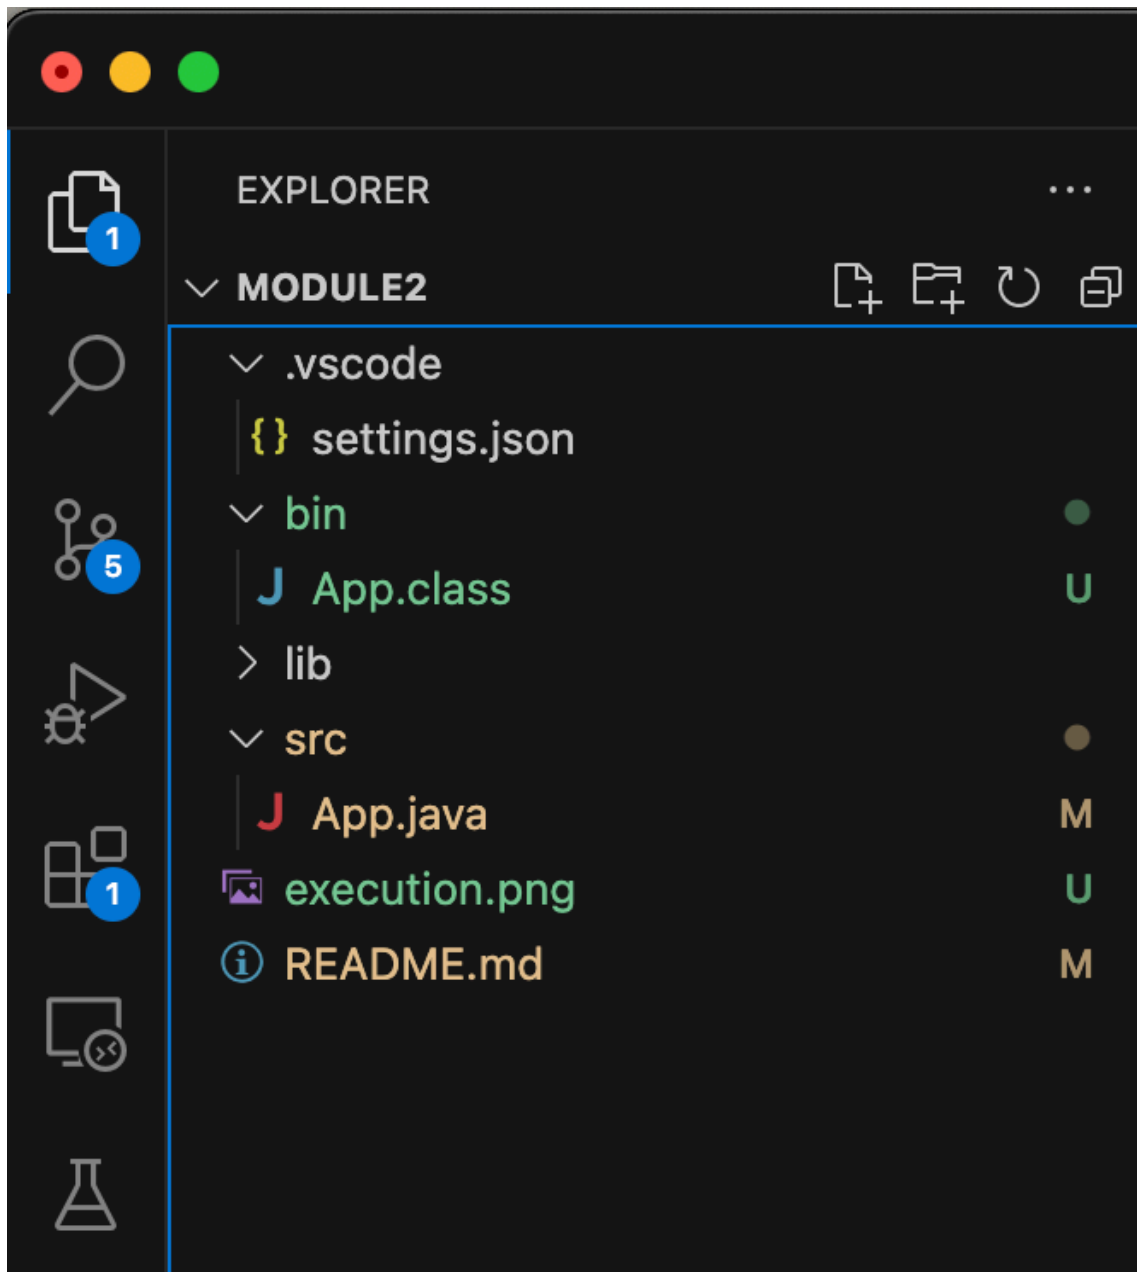 EXPLORER
1
MODULE2
.vscode
{} settings.json
5
bin
J App.class U
lib
src
J App.java M
1
execution.png U
README.md M